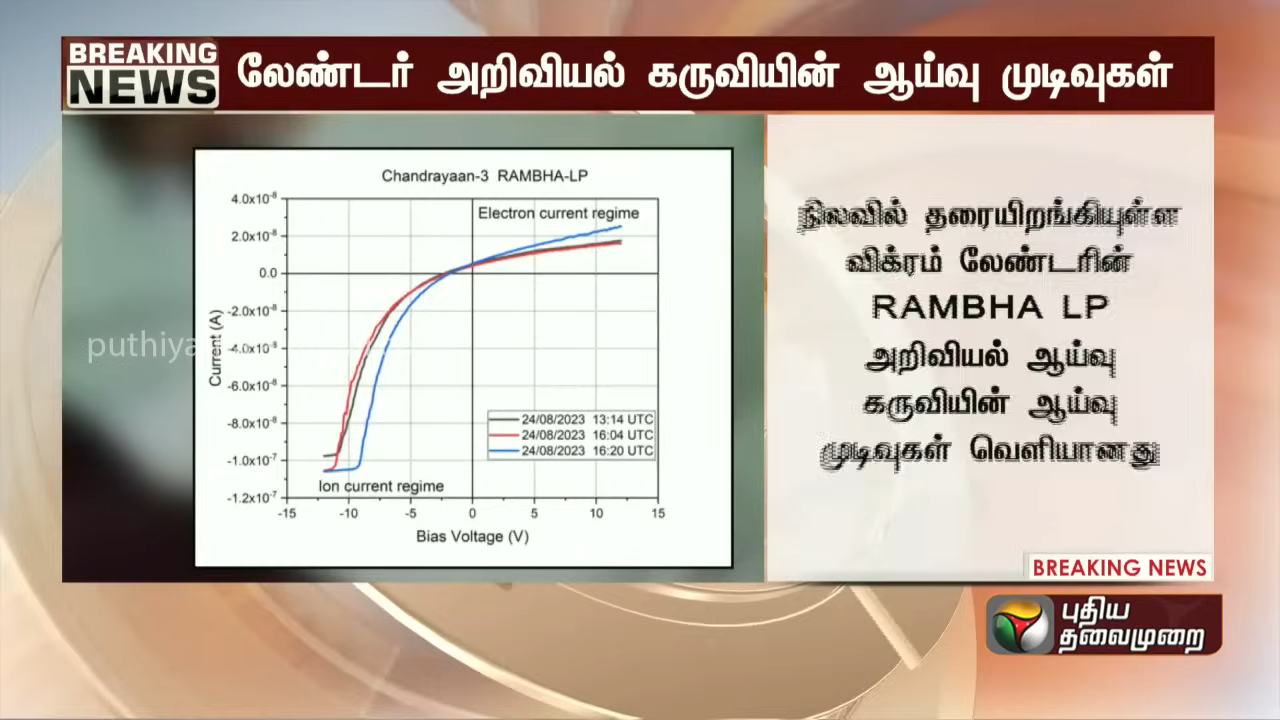 BREAKING
NEWS
லேண்டர் அறிவியல் கருவியின் ஆய்வு முடிவுகள்
Chandrayaan-3 RAMBHA-LP
4.0x10⁻⁸
2.0x10⁻⁸
0.0
-2.0x10⁻⁸
-4.0x10⁻⁸
-6.0x10⁻⁸
-8.0x10⁻⁸
-1.0x10⁻⁷
-1.2x10⁻⁷
Current (A)
Electron current regime
24/08/2023 13:14 UTC
24/08/2023 16:04 UTC
24/08/2023 16:20 UTC
Ion current regime
-15 -10 -5 0 5 10 15
Bias Voltage (V)
நிலவில் தரையிறங்கியுள்ள
விக்ரம் லேண்டரின்
RAMBHA LP
அறிவியல் ஆய்வு
கருவியின் ஆய்வு
முடிவுகள் வெளியானது
BREAKING NEWS
புதிய
தலைமுறை